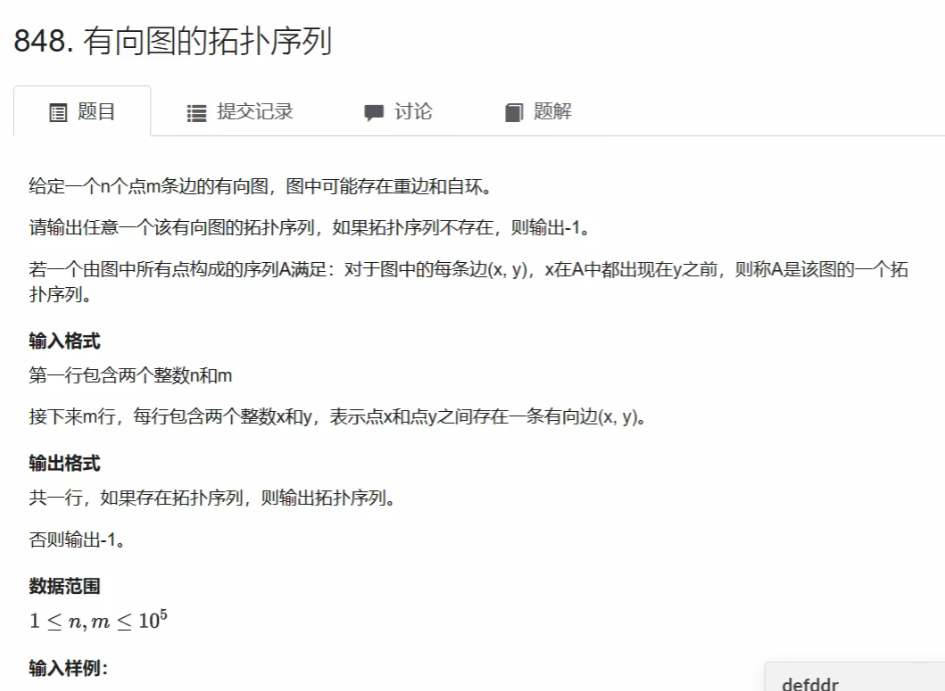 848. 有向图的拓扑序列
题目 提交记录 讨论 题解
给定一个n个点m条边的有向图，图中可能存在重边和自环。
请输出任意一个该有向图的拓扑序列，如果拓扑序列不存在，则输出-1。
若一个由图中所有点构成的序列A满足：对于图中的每条边(x, y)，x在A中都出现在y之前，则称A是该图的一个拓
扑序列。
输入格式
第一行包含两个整数n和m
接下来m行，每行包含两个整数x和y，表示点x和点y之间存在一条有向边(x, y)。
输出格式
共一行，如果存在拓扑序列，则输出拓扑序列。
否则输出-1。
数据范围
1 ≤ n, m ≤ 10⁵
输入样例：
defddr